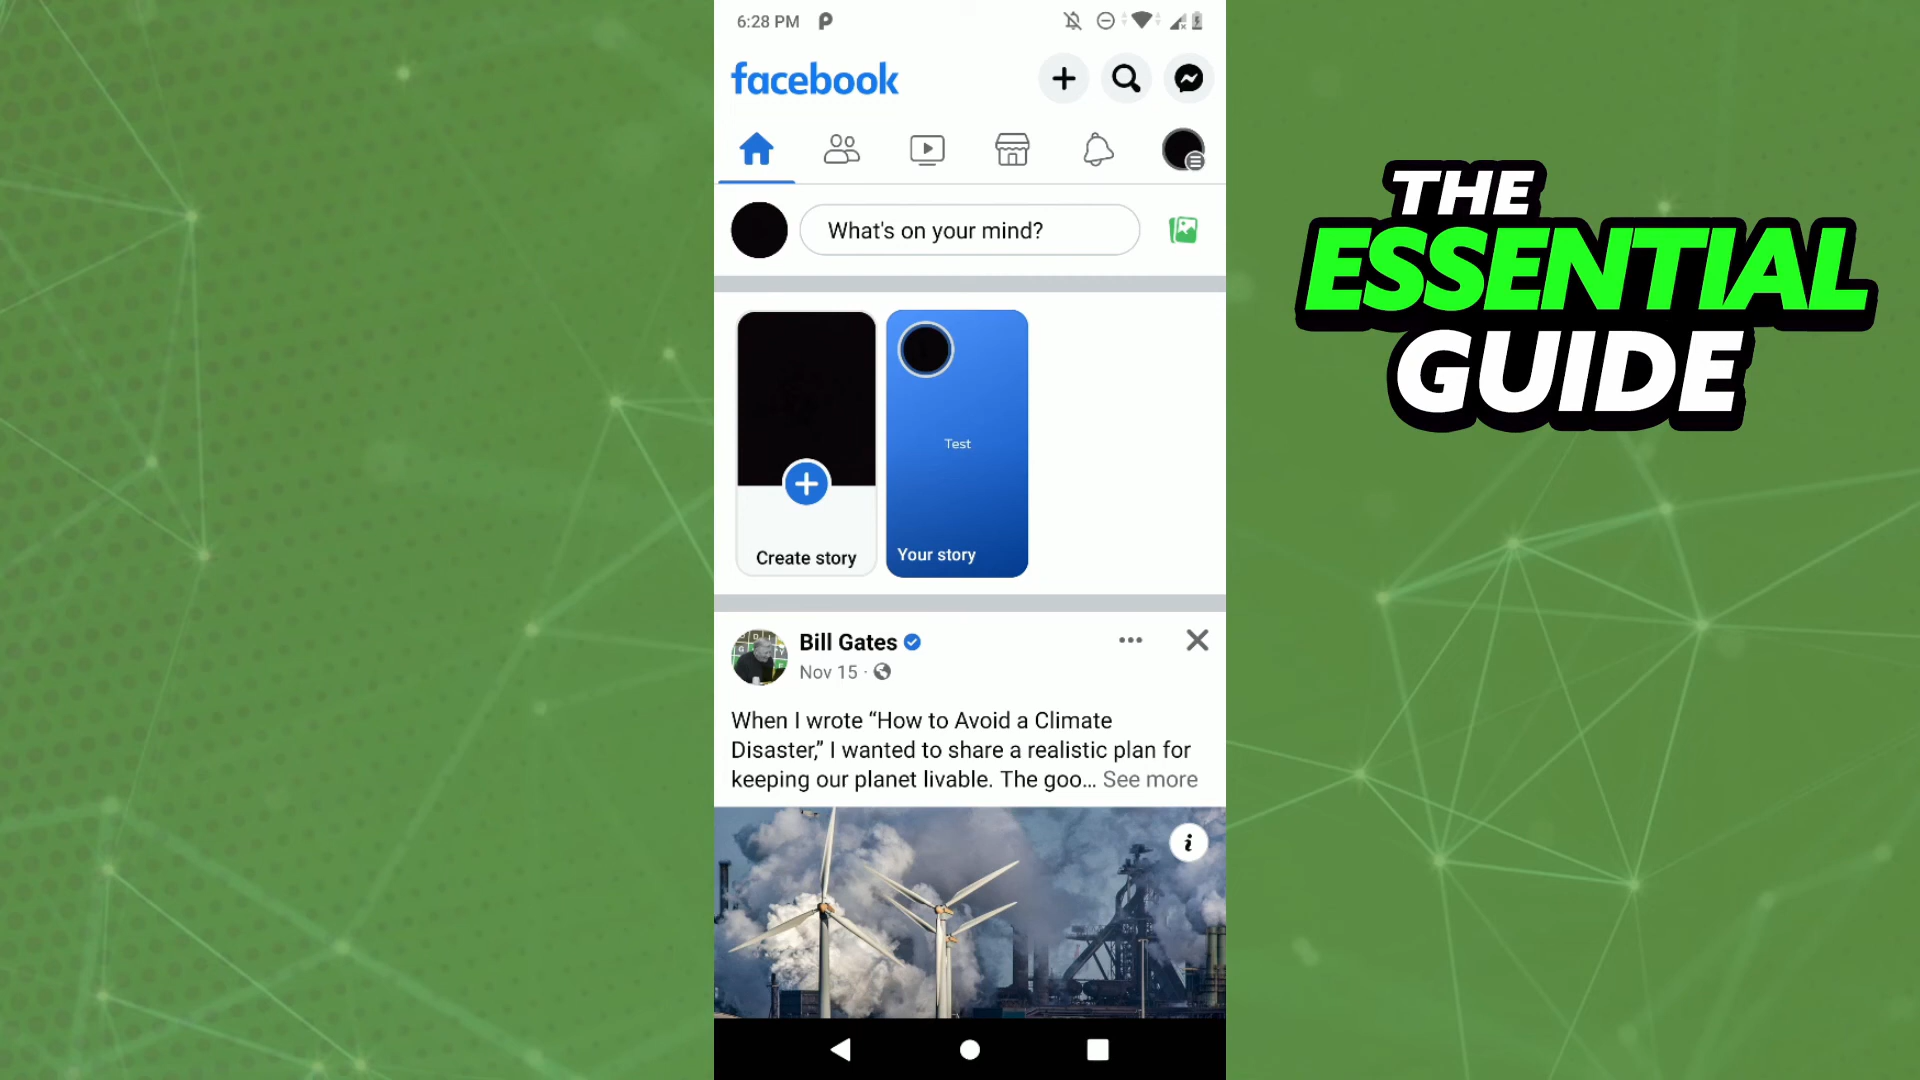 6:28 PM
facebook
What's on your mind?
Test
Create story
Your story
Bill Gates
Nov 15 ·
When I wrote “How to Avoid a Climate
Disaster,” I wanted to share a realistic plan for
keeping our planet livable. The goo... See more
THE
ESSENTIAL
GUIDE